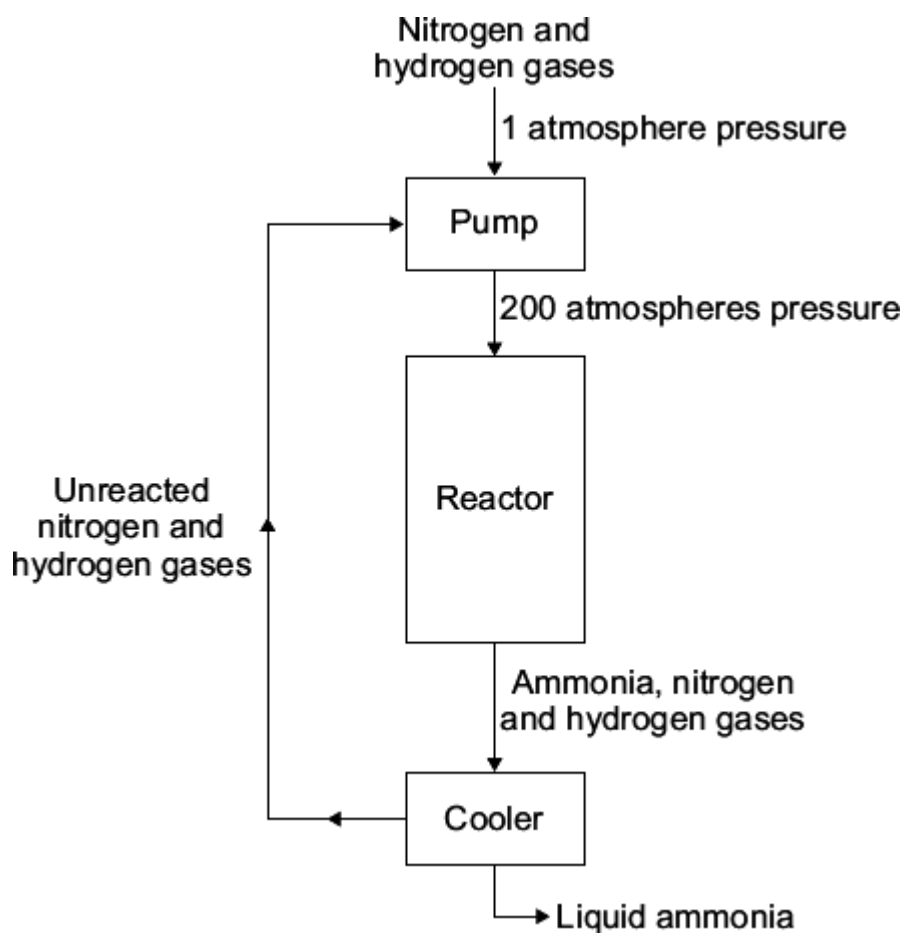 Nitrogen and
hydrogen gases
1 atmosphere pressure
Pump
200 atmospheres pressure
Unreacted
nitrogen and
hydrogen gases
Reactor
Ammonia, nitrogen
and hydrogen gases
Cooler
Liquid ammonia